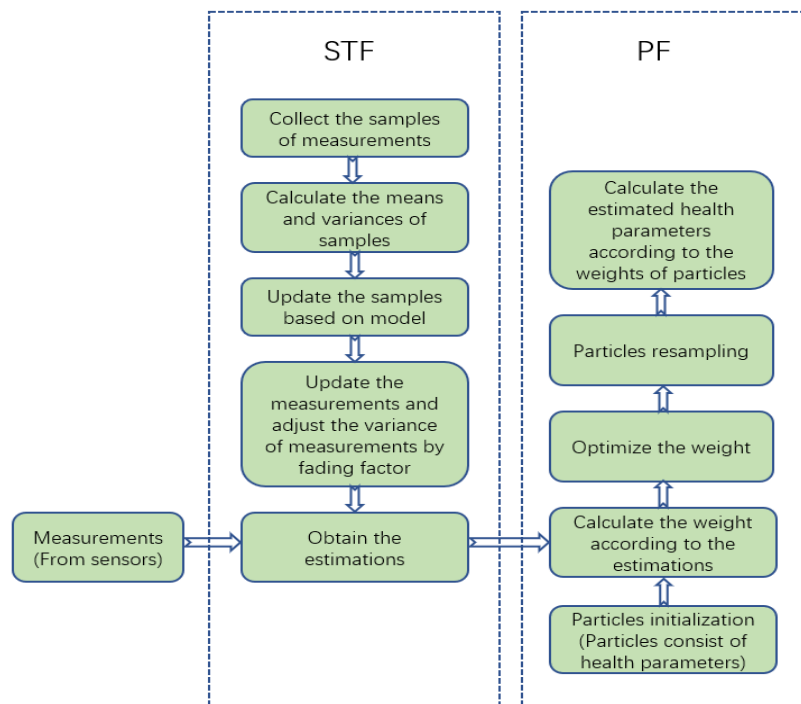 STF
Collect the samples
of measurements
Calculate the means
and variances of
samples
Update the samples
based on model
Update the
measurements and
adjust the variance
of measurements by
fading factor
Measurements
(From sensors)
Obtain the
estimations
PF
Calculate the
estimated health
parameters
according to the
weights of particles
Particles resampling
Optimize the weight
Calculate the weight
according to the
estimations
Particles initialization
(Particles consist of
health parameters)